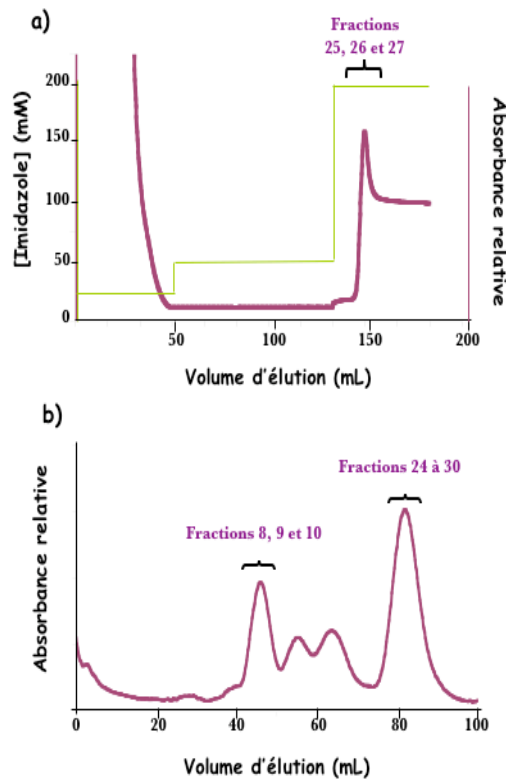 a)
Fractions
25, 26 et 27
[Imidazole] (mM)
200
150
100
50
0
50
100
150
200
Absorbance relative
Volume d'élution (mL)
b)
Fractions 24 à 30
Fractions 8, 9 et 10
Absorbance relative
0
20
40
60
80
100
Volume d'élution (mL)